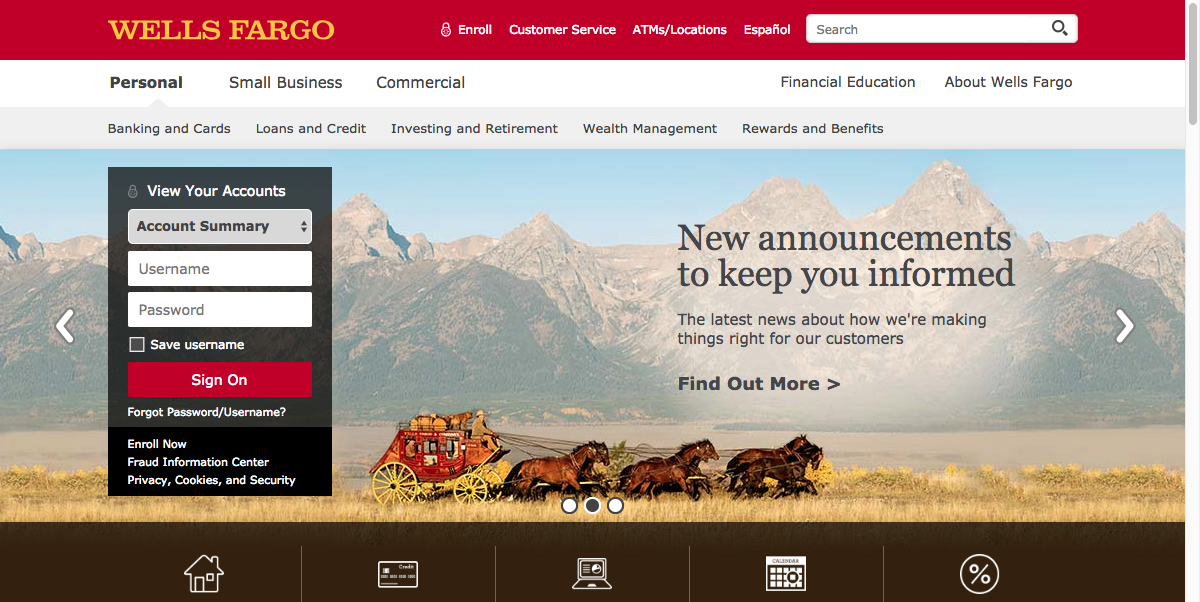 WELLS FARGO
Enroll Customer Service ATMs/Locations Español Search
Personal Small Business Commercial Financial Education About Wells Fargo
Banking and Cards Loans and Credit Investing and Retirement Wealth Management Rewards and Benefits
View Your Accounts
Account Summary
Username
Password
Save username
Sign On
Forgot Password/Username?
Enroll Now
Fraud Information Center
Privacy, Cookies, and Security
New announcements
to keep you informed
The latest news about how we're making
things right for our customers
Find Out More >
Credit
CALENDAR
%